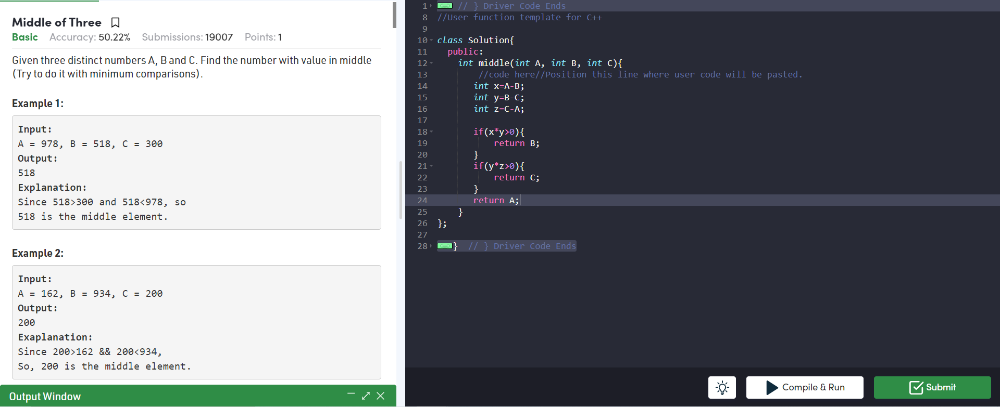 Middle of Three
Basic Accuracy: 50.22% Submissions: 19007 Points: 1
Given three distinct numbers A, B and C. Find the number with value in middle
(Try to do it with minimum comparisons).
Example 1:
Input:
A = 978, B = 518, C = 300
Output:
518
Explanation:
Since 518>300 and 518<978, so
518 is the middle element.
Example 2:
Input:
A = 162, B = 934, C = 200
Output:
200
Exaplanation:
Since 200>162 && 200<934,
So, 200 is the middle element.
Output Window
1 // } Driver Code Ends
8 //User function template for C++
9
10 class Solution{
11 public:
12 int middle(int A, int B, int C){
13 //code here//Position this line where user code will be pasted.
14 int x=A-B;
15 int y=B-C;
16 int z=C-A;
17
18 if(x*y>0){
19 return B;
20 }
21 if(y*z>0){
22 return C;
23 }
24 return A;
25 }
26 };
27
28 } // } Driver Code Ends
Compile & Run
Submit